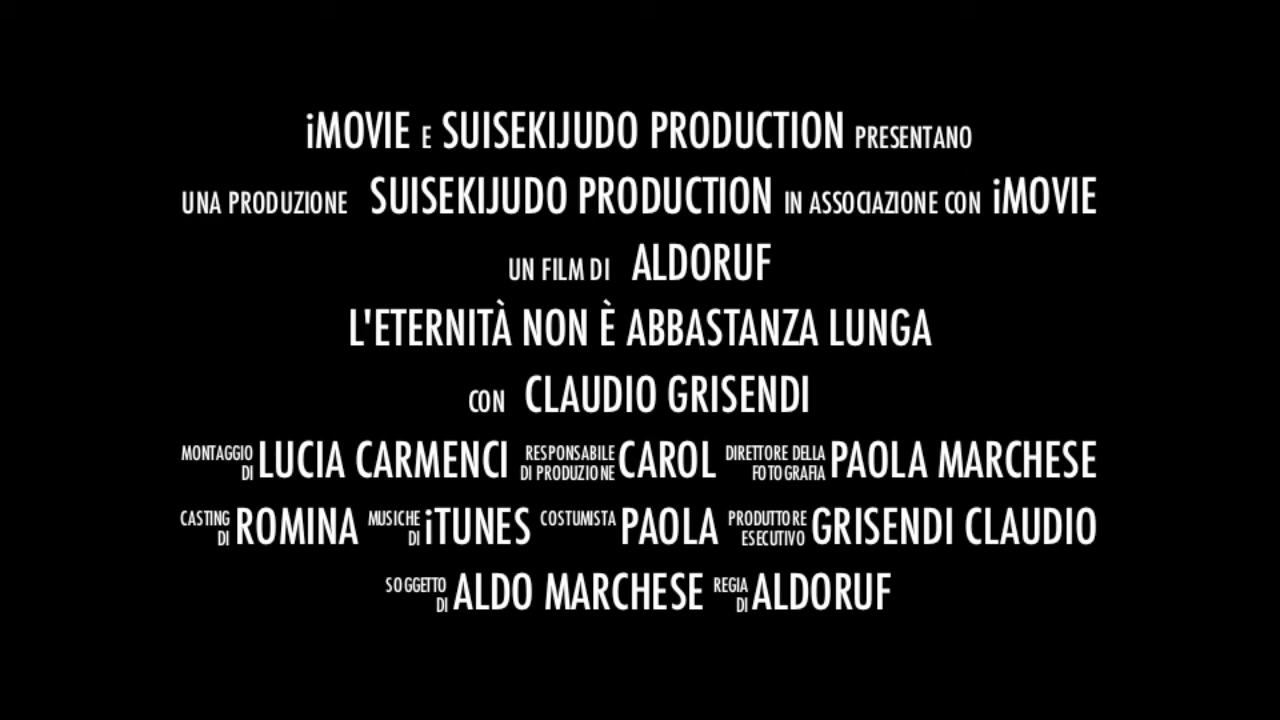 iMOVIE E SUISEKIJUDO PRODUCTION PRESENTANO
UNA PRODUZIONE SUISEKIJUDO PRODUCTION IN ASSOCIAZIONE CON iMOVIE
UN FILM DI ALDORUF
L'ETERNITÀ NON È ABBASTANZA LUNGA
CON CLAUDIO GRISENDI
MONTAGGIO DI LUCIA CARMENCI RESPONSABILE DI PRODUZIONE CAROL DIRETTORE DELLA FOTOGRAFIA PAOLA MARCHESE
CASTING DI ROMINA MUSICHE DI iTUNES COSTUMISTA PAOLA PRODUTTORE ESECUTIVO GRISENDI CLAUDIO
SOGGETTO DI ALDO MARCHESE REGIA DI ALDORUF